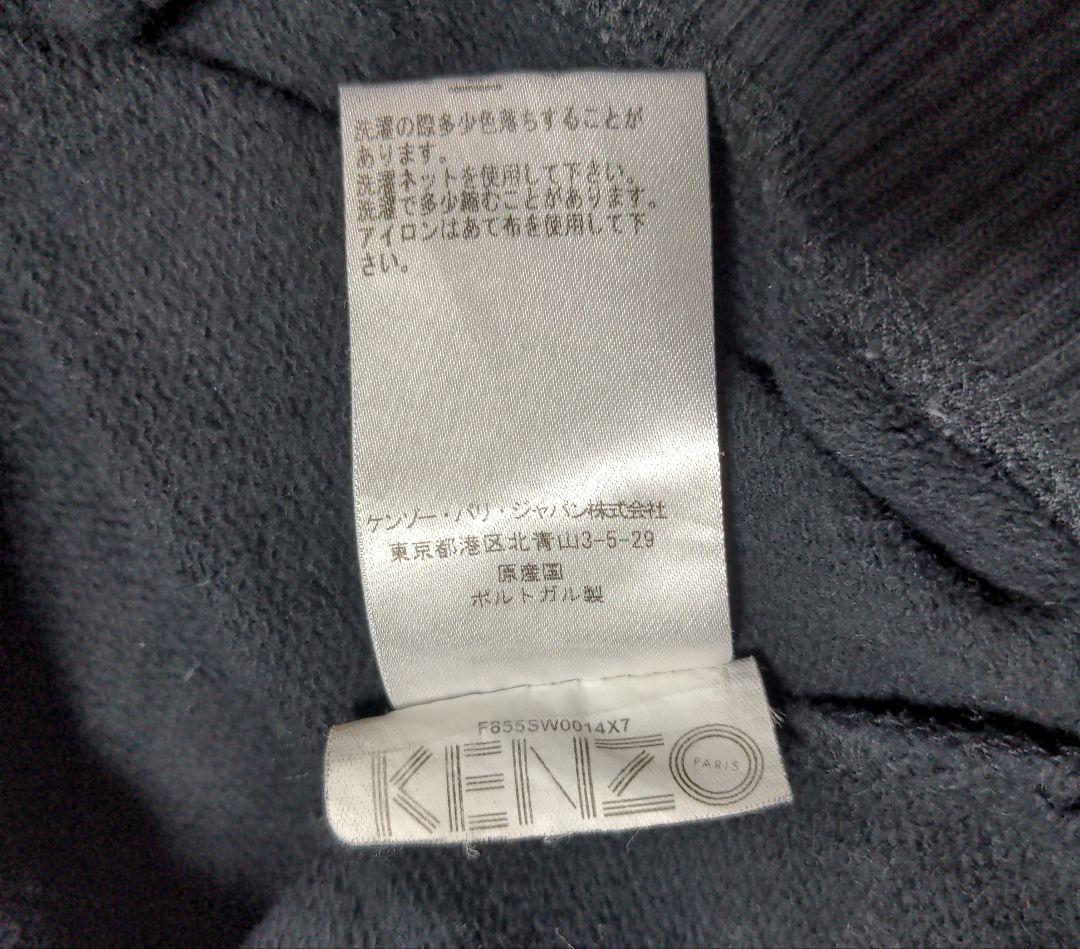 洗濯の際多少色落ちすることが
あります。
洗濯ネットを使用して下さい。
洗濯で多少縮むことがあります。
アイロンはあて布を使用して下
さい。
ケンゾー・パリ・ジャパン株式会社
東京都港区北青山3-5-29
原産国
ポルトガル製
F855SW0014X7
KENZO
PARIS